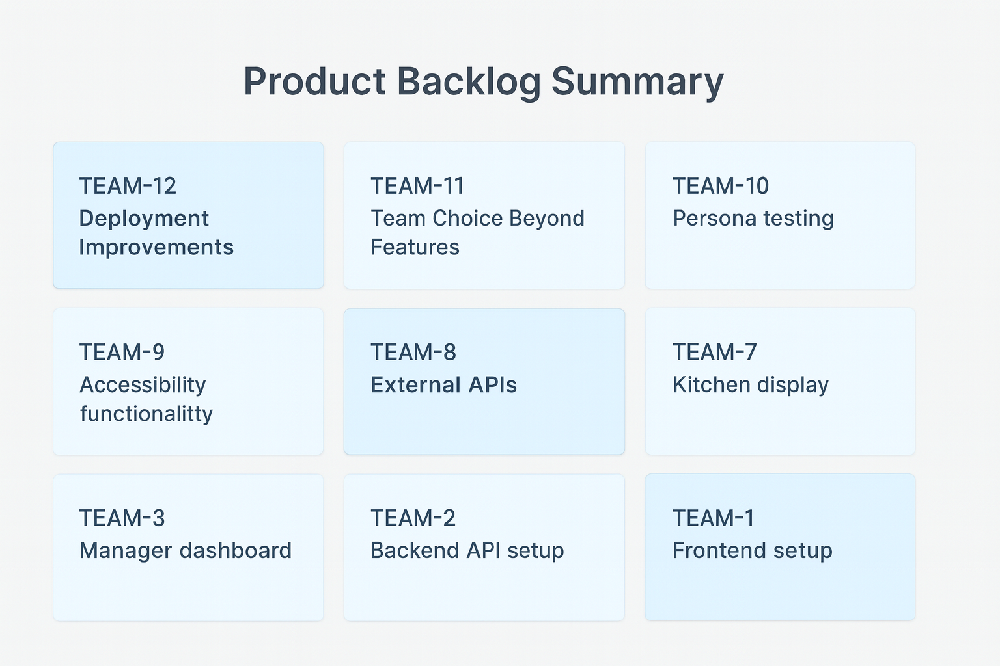 Product Backlog Summary
TEAM-12
Deployment
Improvements
TEAM-11
Team Choice Beyond
Features
TEAM-10
Persona testing
TEAM-9
Accessibility
functionalitty
TEAM-8
External APIs
TEAM-7
Kitchen display
TEAM-3
Manager dashboard
TEAM-2
Backend API setup
TEAM-1
Frontend setup